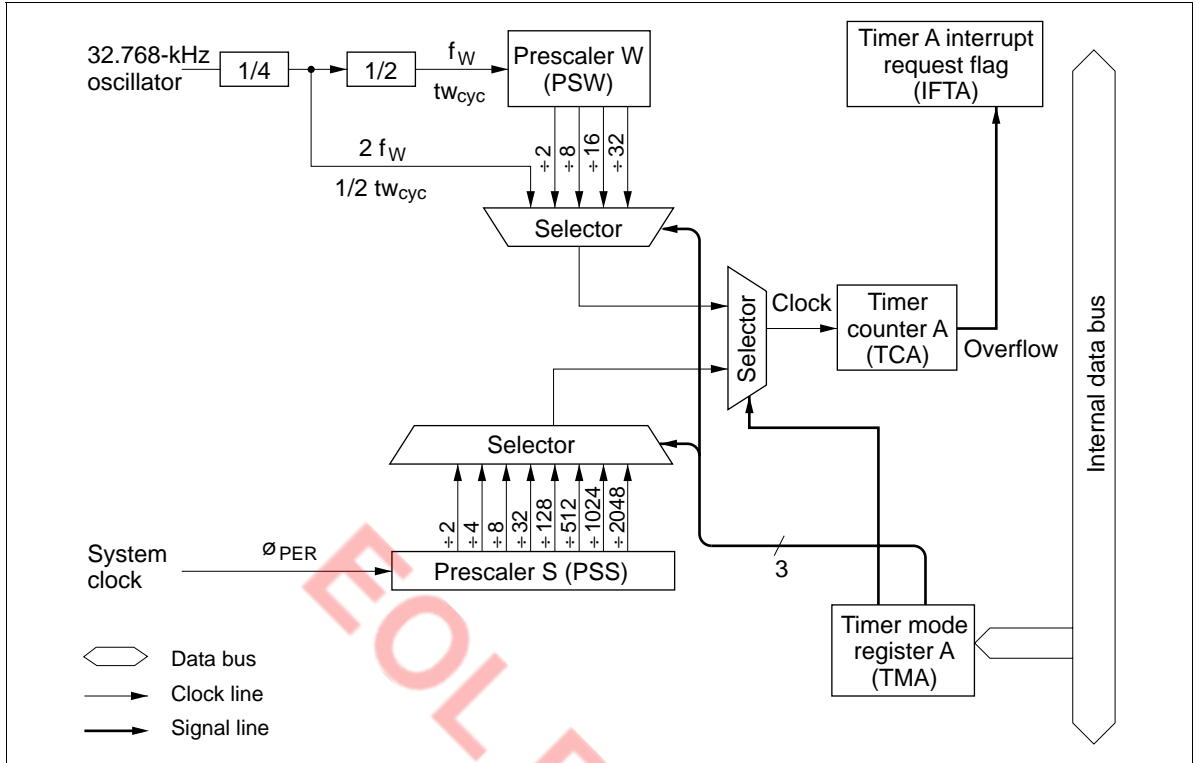 32.768-kHz
oscillator
1/4
1/2
fW
twcyc
Prescaler W
(PSW)
Timer A interrupt
request flag
(IFTA)
2 fW
1/2 twcyc
÷2
÷8
÷16
÷32
Selector
Selector
Clock
Timer
counter A
(TCA)
Overflow
Internal data bus
Selector
÷2
÷4
÷8
÷32
÷128
÷512
÷1024
÷2048
System
clock
øPER
Prescaler S (PSS)
3
Timer mode
register A
(TMA)
Data bus
Clock line
Signal line
EOL